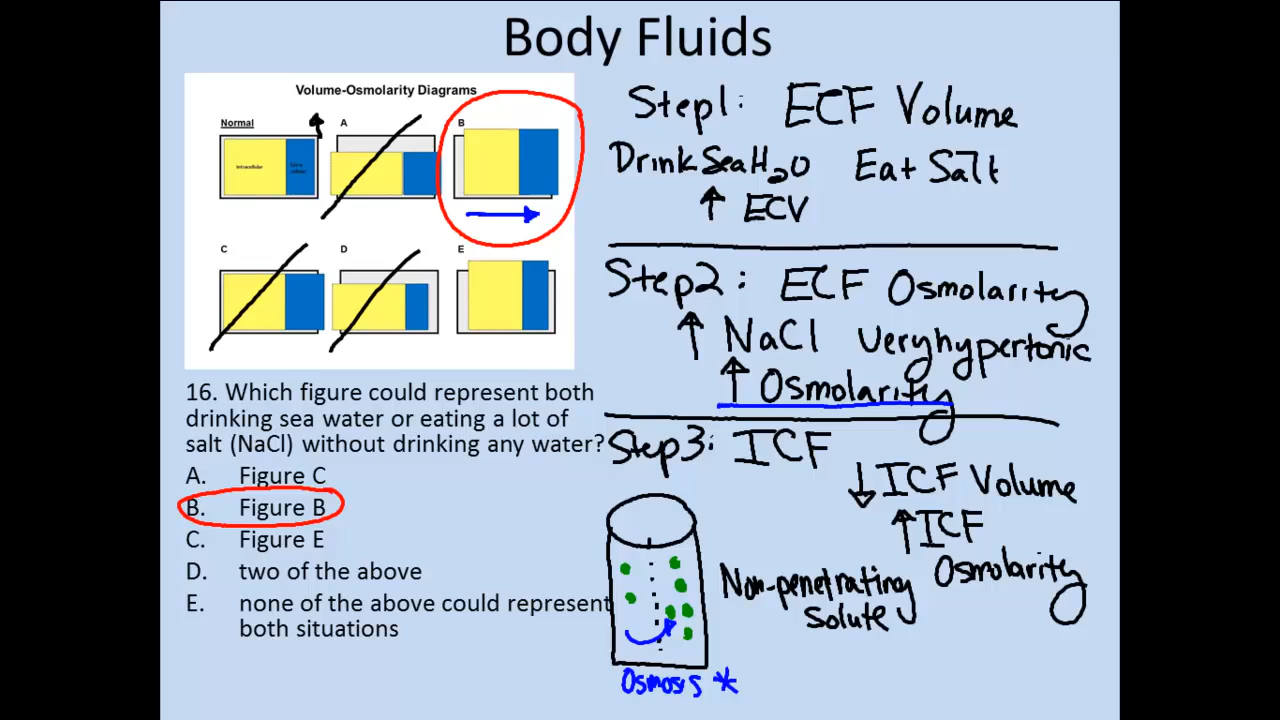 Body Fluids
Volume-Osmolarity Diagrams
Normal
A
B
Intracellular
C
D
E
16. Which figure could represent both
drinking sea water or eating a lot of
salt (NaCl) without drinking any water?
A. Figure C
B. Figure B
C. Figure E
D. two of the above
E. none of the above could represent
both situations
Step1: ECF Volume
Drink Sea H2O Eat Salt
↑ ECV
Step2: ECF Osmolarity
↑ NaCl Very hypertonic
↑ Osmolarity
Step3: ICF
↓ ICF Volume
↑ ICF
Osmolarity
Non-penetrating
Solute
Osmosis *